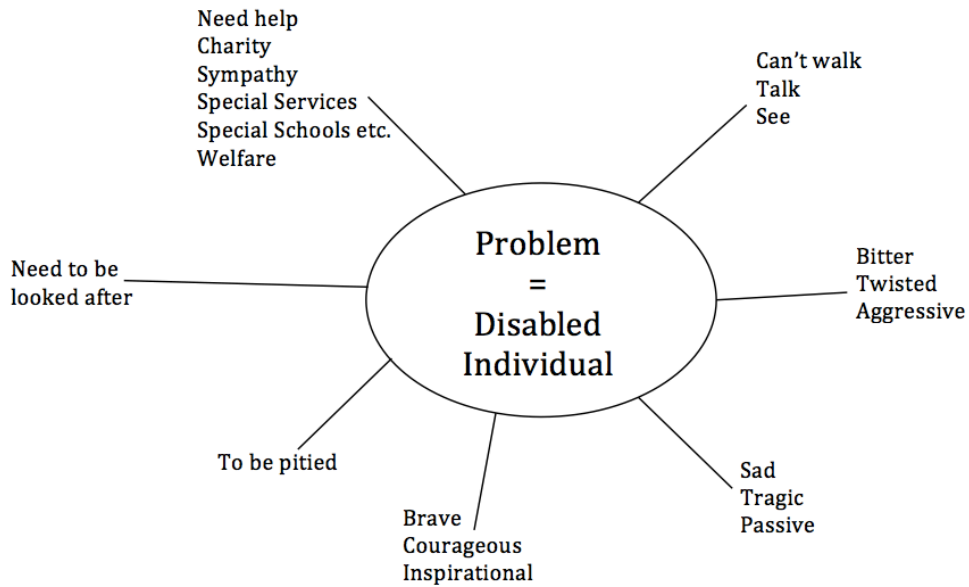 Need help
Charity
Sympathy
Special Services
Special Schools etc.
Welfare
Can't walk
Talk
See
Problem
=
Disabled
Individual
Need to be
looked after
Bitter
Twisted
Aggressive
To be pitied
Sad
Tragic
Passive
Brave
Courageous
Inspirational